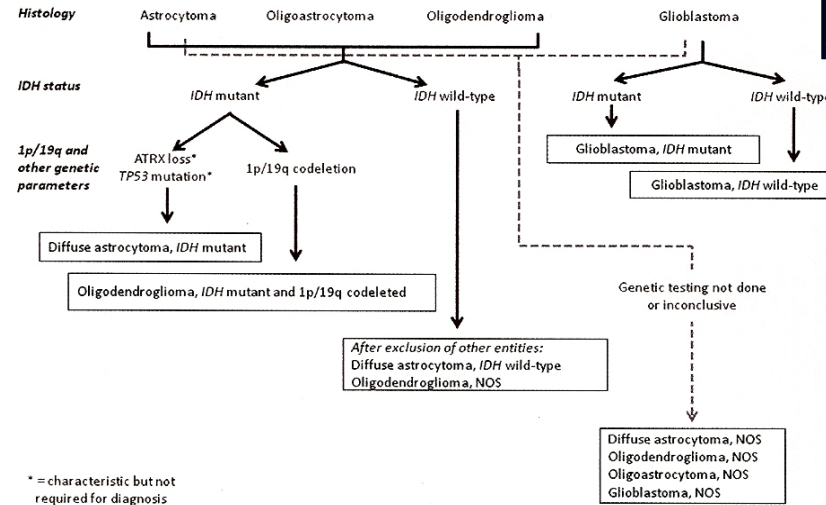 Histology
Astrocytoma
Oligoastrocytoma
Oligodendroglioma
Glioblastoma
IDH status
IDH mutant
IDH wild-type
IDH mutant
IDH wild-type
1p/19q and
other genetic
parameters
ATRX loss*
TP53 mutation*
1p/19q codeletion
Glioblastoma, IDH mutant
Glioblastoma, IDH wild-type
Diffuse astrocytoma, IDH mutant
Oligodendroglioma, IDH mutant and 1p/19q codeleted
Genetic testing not done
or inconclusive
After exclusion of other entities:
Diffuse astrocytoma, IDH wild-type
Oligodendroglioma, NOS
Diffuse astrocytoma, NOS
Oligodendroglioma, NOS
Oligoastrocytoma, NOS
Glioblastoma, NOS
* = characteristic but not
required for diagnosis